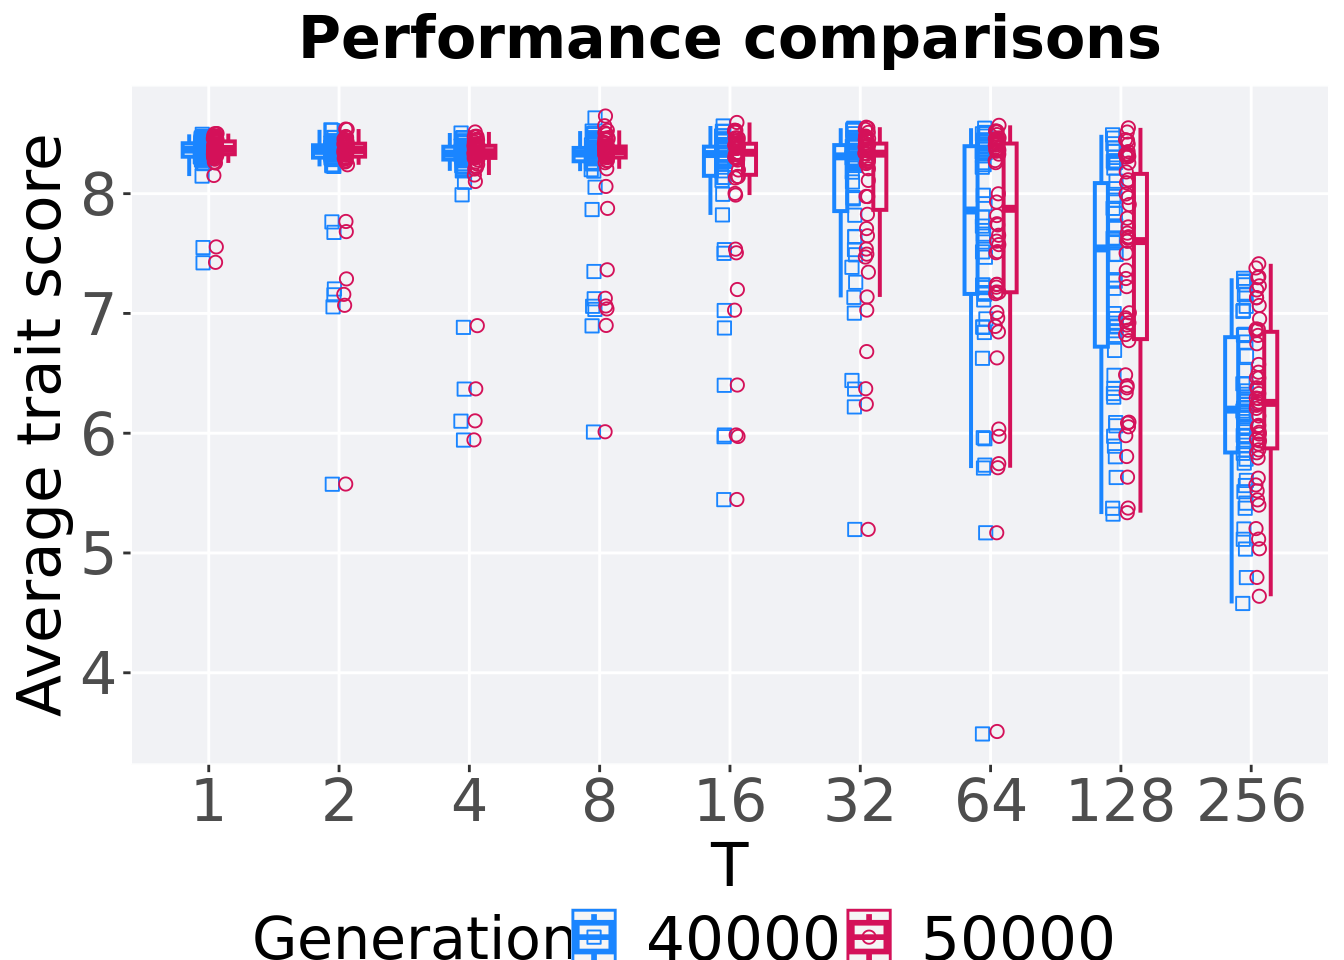 Performance comparisons
Average trait score
8
7
6
5
4
1 2 4 8 16 32 64 128 256
T
Generation 40000 50000